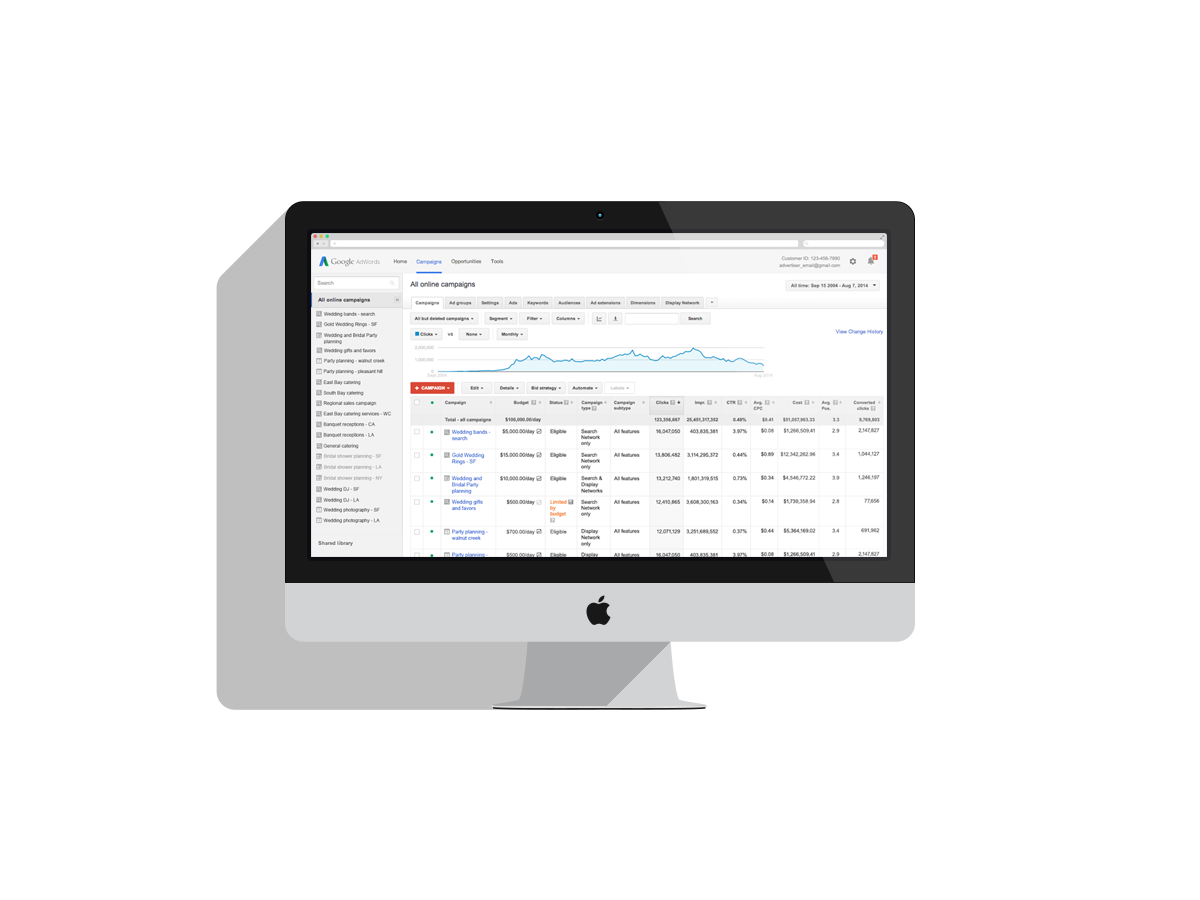 Google AdWords
Home Campaigns Opportunities Tools
Customer ID: 123-456-7890
advertiser_email@gmail.com
Search
All online campaigns
All time: Sep 13 2004 - Aug 7, 2014
All online campaigns
Campaigns Ad groups Settings Ads Keywords Audiences Ad extensions Dimensions Display Network
Wedding bands - search
Gold Wedding Rings - SF
Wedding and Bridal Party
planning
Wedding gifts and favors
Party planning - walnut creek
Party planning - pleasant hill
East Bay catering
South Bay catering
Regional sales campaign
East Bay catering services - WC
Banquet receptions - CA
Banquet receptions - LA
General catering
Bridal shower planning - SF
Bridal shower planning - LA
Bridal shower planning - NY
Wedding DJ - SF
Wedding DJ - LA
Wedding photography - SF
Wedding photography - LA
Shared library
All but deleted campaigns Segment Filter Columns Search
Clicks VS None Monthly
View Change History
2,000,000
1,000,000
Sept 2004 Aug 2014
+ CAMPAIGN Edit Details Bid strategy Automate Labels
Campaign Budget Status Campaign type Campaign subtype Clicks Impr. CTR Avg. CPC Cost Avg. Pos. Converted clicks
Total - all campaigns $100,000.00/day 123,356,667 25,401,317,352 0.49% $0.41 $51,057,963.33 3.3 8,769,803
Wedding bands - $5,000.00/day Eligible Search All features 16,047,050 403,835,381 3.97% $0.08 $1,266,509,41 2.9 2,147,827
search Network
only
Gold Wedding $15,000.00/day Eligible Search All features 13,806,482 3,114,295,372 0.44% $0.89 $12,342,262.96 3.4 1,044,127
Rings - SF Network
only
Wedding and $10,000.00/day Eligible Search & All features 13,212,740 1,801,319,515 0.73% $0.34 $4,546,772.22 3.9 1,246,197
Bridal Party Display
planning Networks
Wedding gifts $500.00/day Limited Search All features 12,410,865 3,608,300,163 0.34% $0.14 $1,739,358.94 2.8 77,656
and favors by Network
budget only
Party planning - $700.00/day Eligible Display All features 12,071,129 3,251,689,552 0.37% $0.44 $5,364,169.02 3.4 691,962
walnut creek Network
only
Party planning - $500.00/day Eligible Display All features 16,047,050 403,835,381 3.97% $0.08 $1,266,509,41 2.9 2,147,827